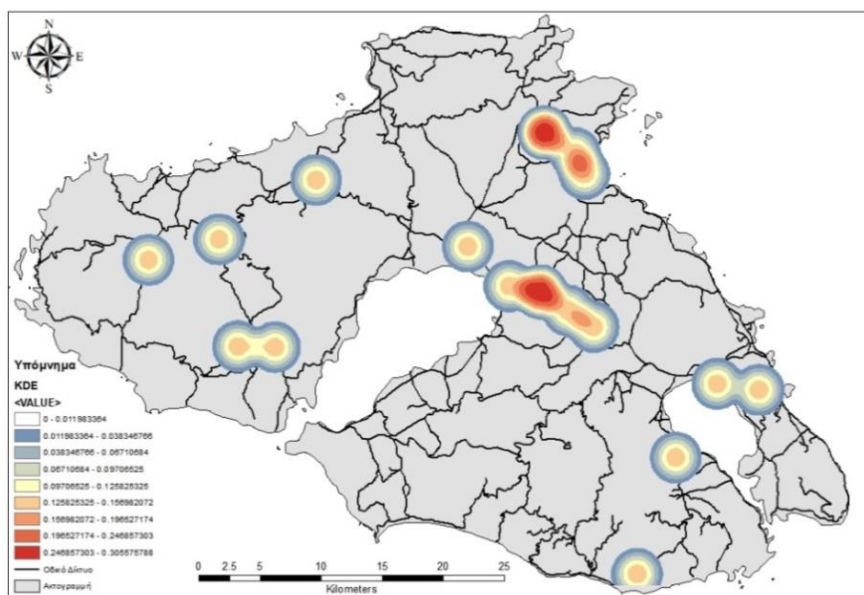 N
W E
S
Υπόμνημα
KDE
<VALUE>
0 - 0.011983364
0.011983364 - 0.038346766
0.038346766 - 0.06710684
0.06710684 - 0.09706525
0.09706525 - 0.125825325
0.125825325 - 0.156982072
0.156982072 - 0.196527174
0.196527174 - 0.246857303
0.246857303 - 0.305575788
Οδικό Δίκτυο
Ακτογραμμή
0 2.5 5 10 15 20 25
Kilometers